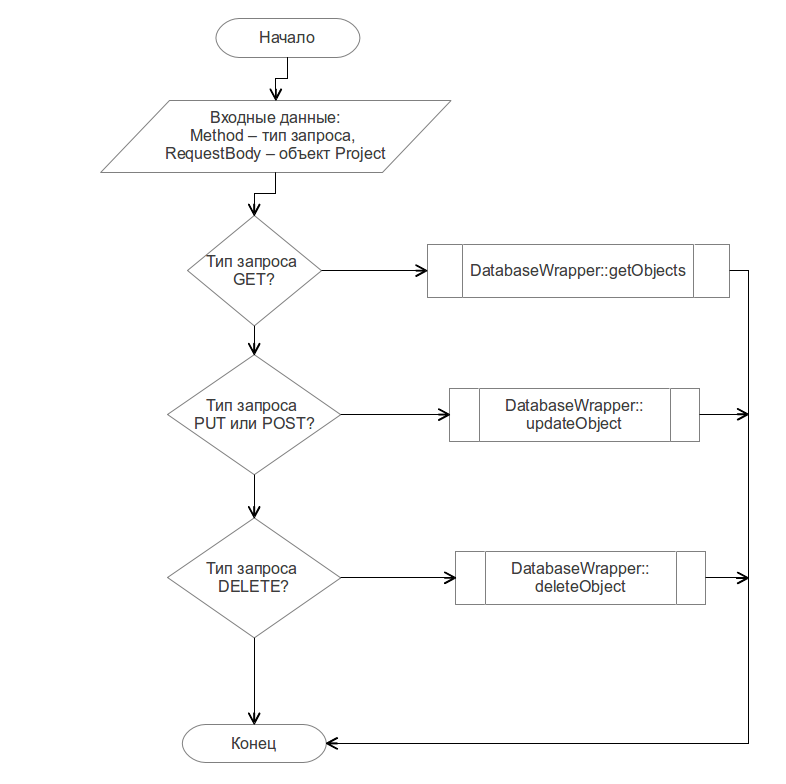 Начало
Входные данные:
Method – тип запроса,
RequestBody – объект Project
Тип запроса
GET?
DatabaseWrapper::getObjects
Тип запроса
PUT или POST?
DatabaseWrapper::
updateObject
Тип запроса
DELETE?
DatabaseWrapper::
deleteObject
Конец